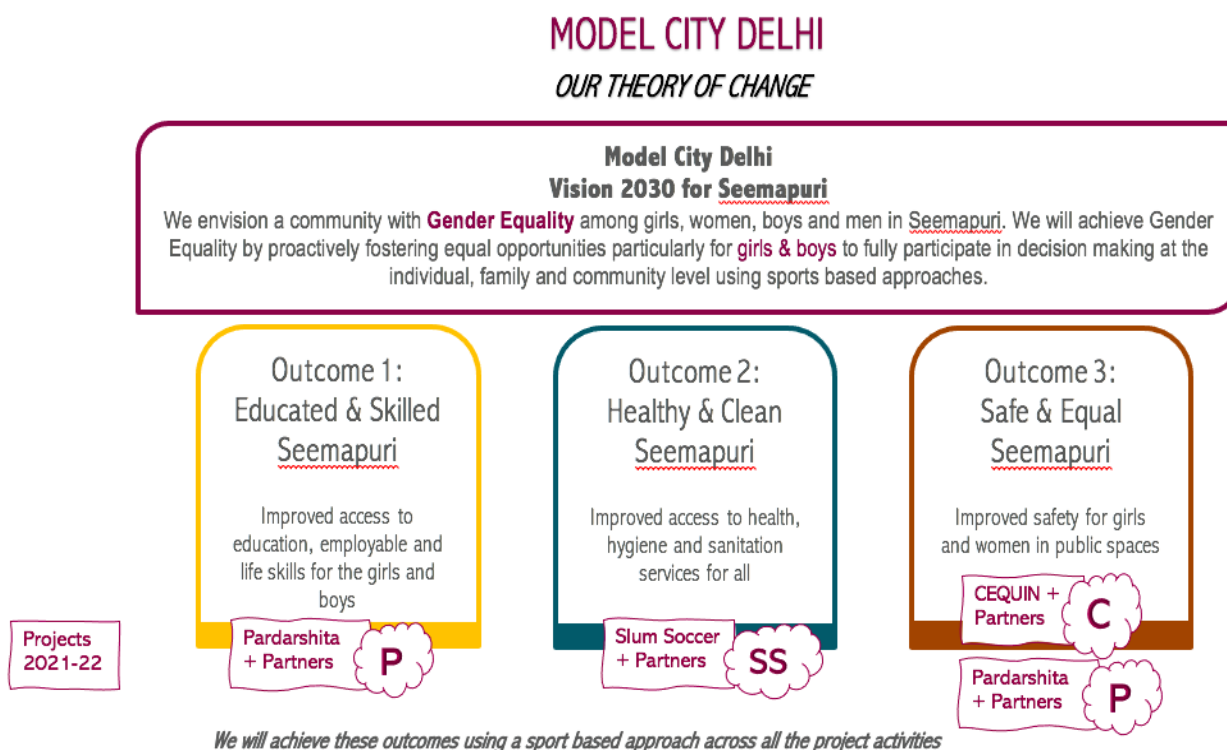 MODEL CITY DELHI
OUR THEORY OF CHANGE
Model City Delhi
Vision 2030 for Seemapuri
We envision a community with Gender Equality among girls, women, boys and men in Seemapuri. We will achieve Gender
Equality by proactively fostering equal opportunities particularly for girls & boys to fully participate in decision making at the
individual, family and community level using sports based approaches.
Outcome 1:
Educated & Skilled
Seemapuri
Improved access to
education, employable and
life skills for the girls and
boys
Outcome 2:
Healthy & Clean
Seemapuri
Improved access to health,
hygiene and sanitation
services for all
Outcome 3:
Safe & Equal
Seemapuri
Improved safety for girls
and women in public spaces
Projects
2021-22
Pardarshita
+ Partners
P
Slum Soccer
+ Partners
SS
CEQUIN +
Partners
C
Pardarshita
+ Partners
P
We will achieve these outcomes using a sport based approach across all the project activities